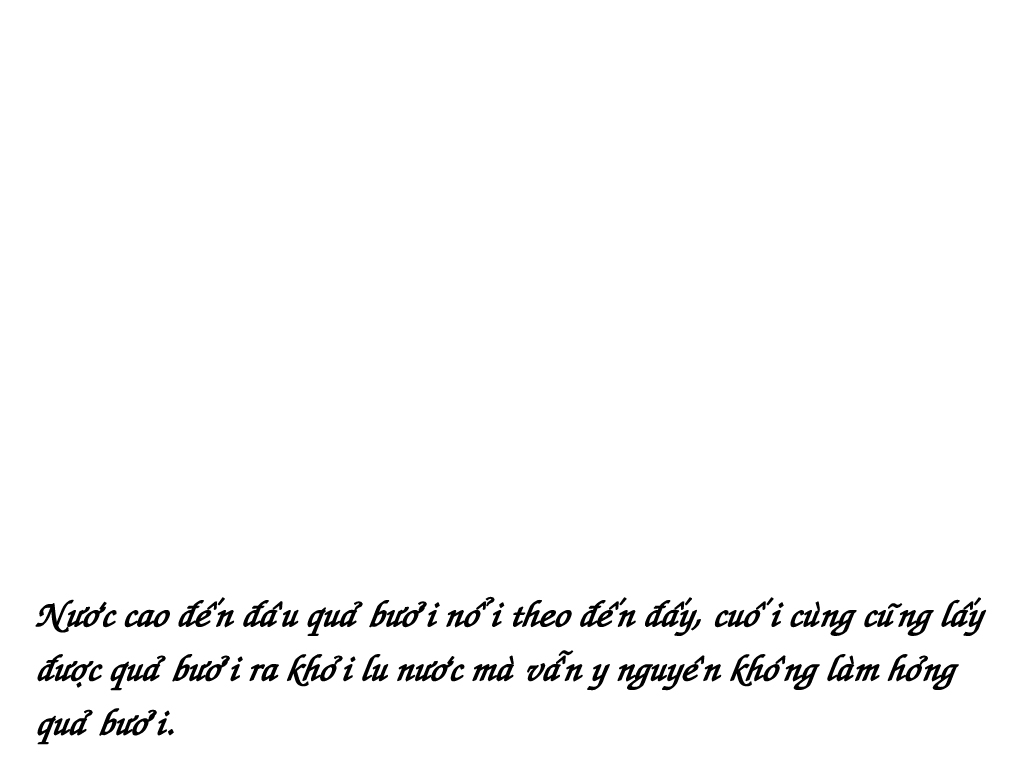 Nước cao đến đâu quả bưởi nổi theo đến đấy, cuối cùng cũng lấy
được quả bưởi ra khỏi lu nước mà vẫn y nguyên không làm hỏng
quả bưởi.